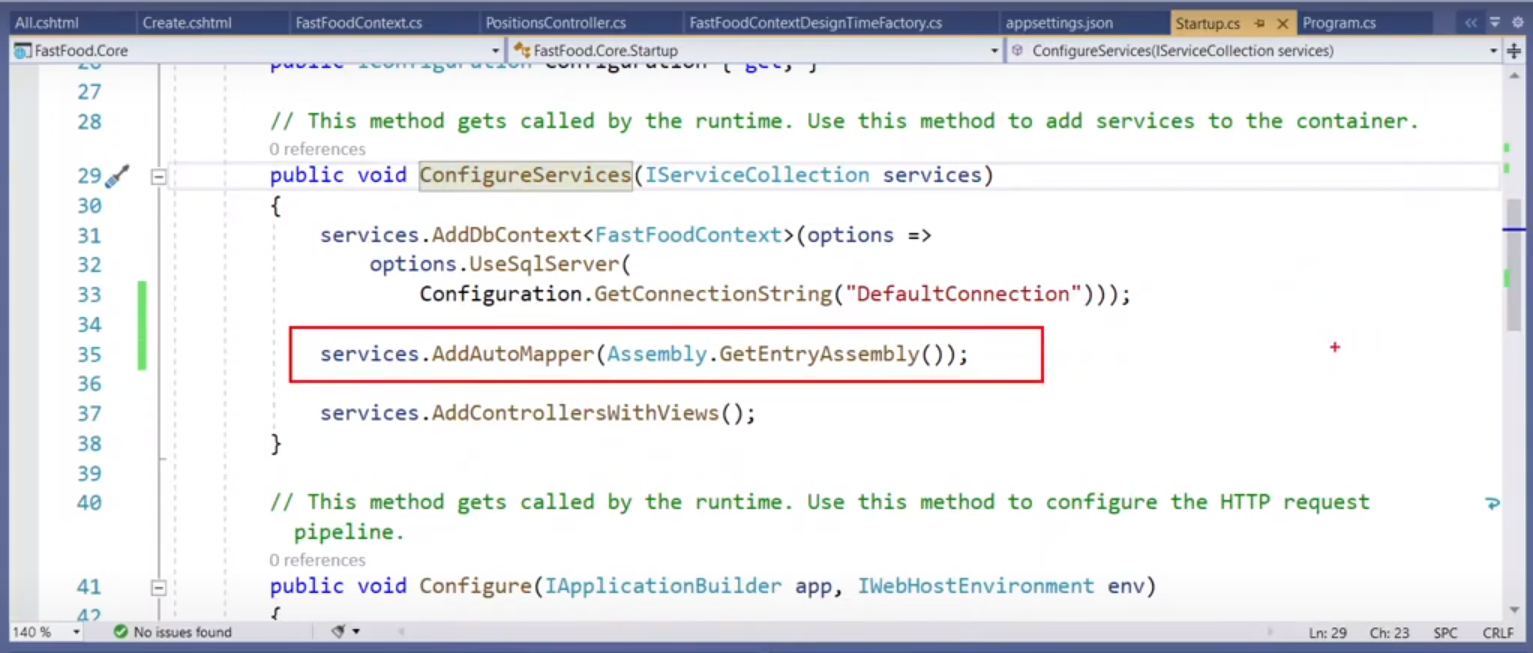 All.cshtml Create.cshtml FastFoodContext.cs PositionsController.cs FastFoodContextDesignTimeFactory.cs appsettings.json Startup.cs Program.cs
FastFood.Core FastFood.Core.Startup ConfigureServices(IServiceCollection services)
26 public IConfiguration Configuration { get; }
27
28 // This method gets called by the runtime. Use this method to add services to the container.
0 references
29 public void ConfigureServices(IServiceCollection services)
30 {
31 services.AddDbContext<FastFoodContext>(options =>
32 options.UseSqlServer(
33 Configuration.GetConnectionString("DefaultConnection")));
34
35 services.AddAutoMapper(Assembly.GetEntryAssembly());
36
37 services.AddControllersWithViews();
38 }
39
40 // This method gets called by the runtime. Use this method to configure the HTTP request
pipeline.
0 references
41 public void Configure(IApplicationBuilder app, IWebHostEnvironment env)
42 {
140 % No issues found Ln: 29 Ch: 23 SPC CRLF